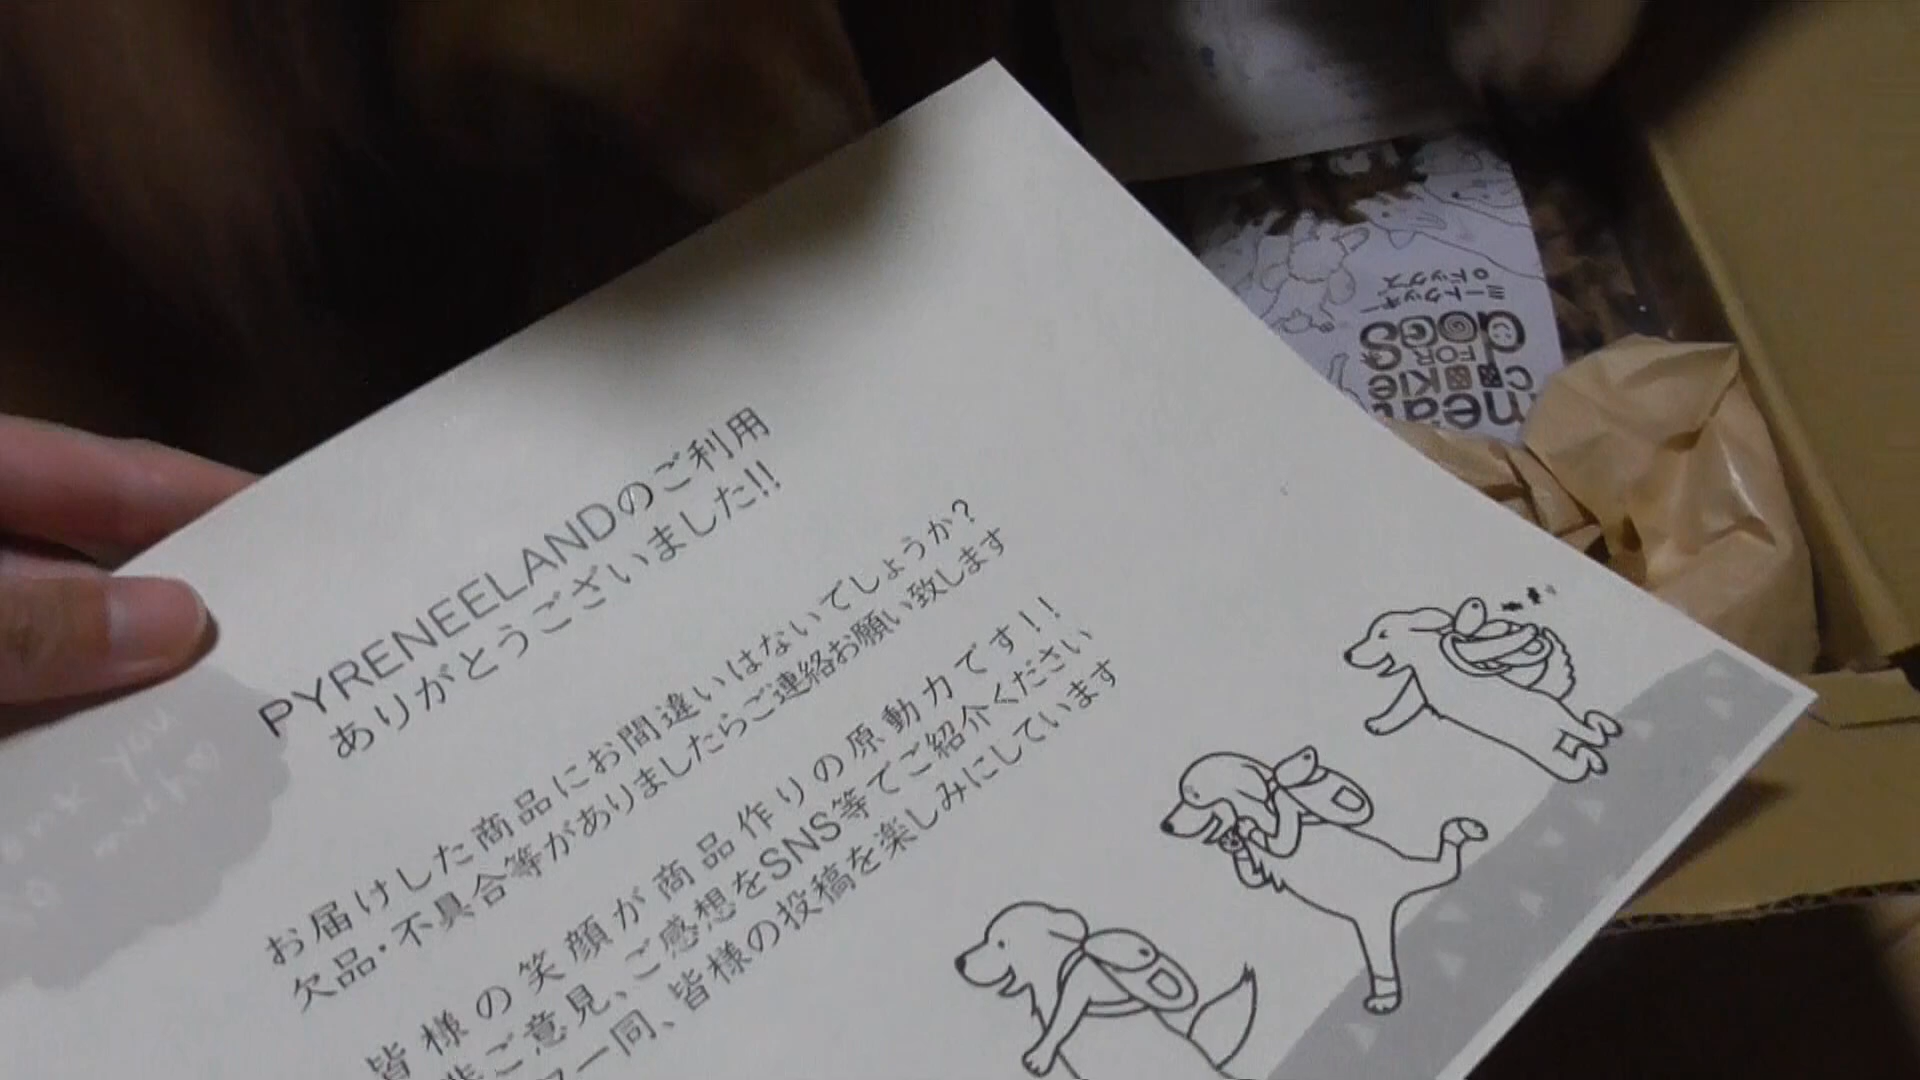 PYRENEELANDのご利用
ありがとうございました!!
お届けした商品にお間違いはないでしょうか?
欠品・不具合等がありましたらご連絡お願い致します
皆様の笑顔が商品作りの原動力です!!
ご意見、ご感想をSNS等でご紹介ください
一同、皆様の投稿を楽しみにしています
you
meat
cookie
FOR
dogs
ミートクッキー
ドッグス